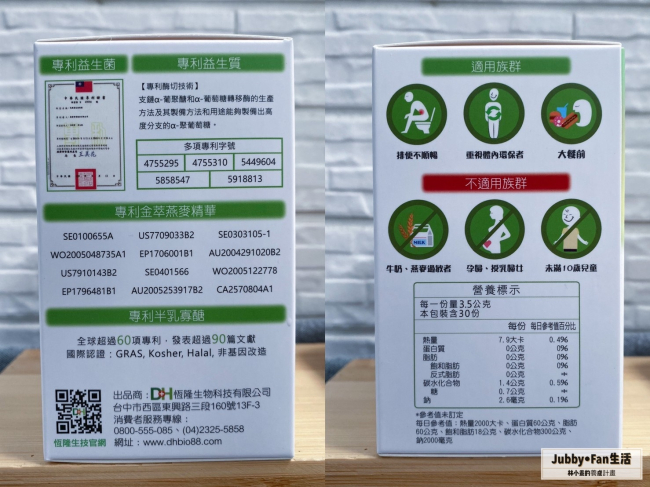 專利益生菌
專利益生質
【專利酶切技術】
支鏈α-葡聚醣和α-葡萄糖轉移酶的生產
方法及其製備方法和用途能夠製備出高
度分支的α-聚葡萄糖。
多項專利字號
4755295 4755310 5449604
5858547 5918813
專利金萃燕麥精華
SE0100655A US7709033B2 SE0303105-1
WO2005048735A1 EP1706001B1 AU2004291020B2
US7910143B2 SE0401566 WO2005122778
EP1796481B1 AU2005253917B2 CA2570804A1
專利半乳寡醣
全球超過60項專利，發表超過90篇文獻
國際認證：GRAS, Kosher, Halal, 非基因改造
恆隆生技官網
出品商：DH恆隆生物科技有限公司
台中市西區東興路三段160號13F-3
消費者服務專線：
0800-555-085、(04)2325-5858
網址：www.dhbio88.com
適用族群
排便不順暢
重視體內環保者
大餐前
不適用族群
MILK
牛奶、燕麥過敏者
孕婦、授乳婦女
未滿10歲兒童
營養標示
每一份量3.5公克
本包裝含30份
每份 每日參考值百分比
熱量 7.9大卡 0.4%
蛋白質 0公克 0%
脂肪 0公克 0%
飽和脂肪 0公克 0%
反式脂肪 0公克 *
碳水化合物 1.4公克 0.5%
糖 0.7公克 *
鈉 2.6毫克 0.1%
*參考值未訂定
每日參考值：熱量2000大卡、蛋白質60公克、脂肪
60公克、飽和脂肪18公克、碳水化合物300公克、
鈉2000毫克
Jubby•Fan生活
林小豪的養成計畫